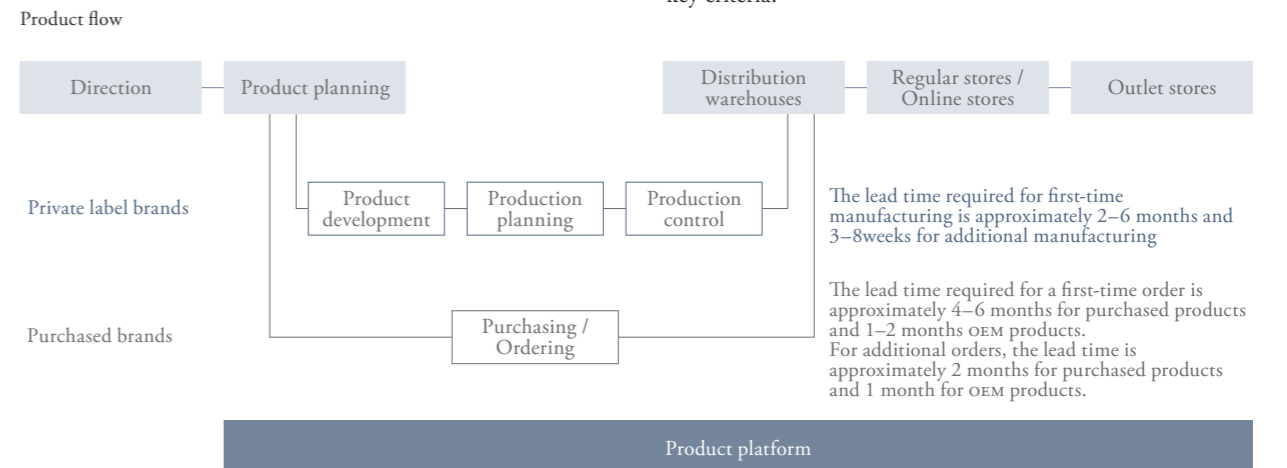 key criteria.
Product flow
Direction
Product planning
Distribution
warehouses
Regular stores /
Online stores
Outlet stores
Private label brands
Product
development
Production
planning
Production
control
The lead time required for first-time
manufacturing is approximately 2–6 months and
3–8weeks for additional manufacturing
Purchased brands
Purchasing /
Ordering
The lead time required for a first-time order is
approximately 4–6 months for purchased products
and 1–2 months OEM products.
For additional orders, the lead time is
approximately 2 months for purchased products
and 1 month for OEM products.
Product platform